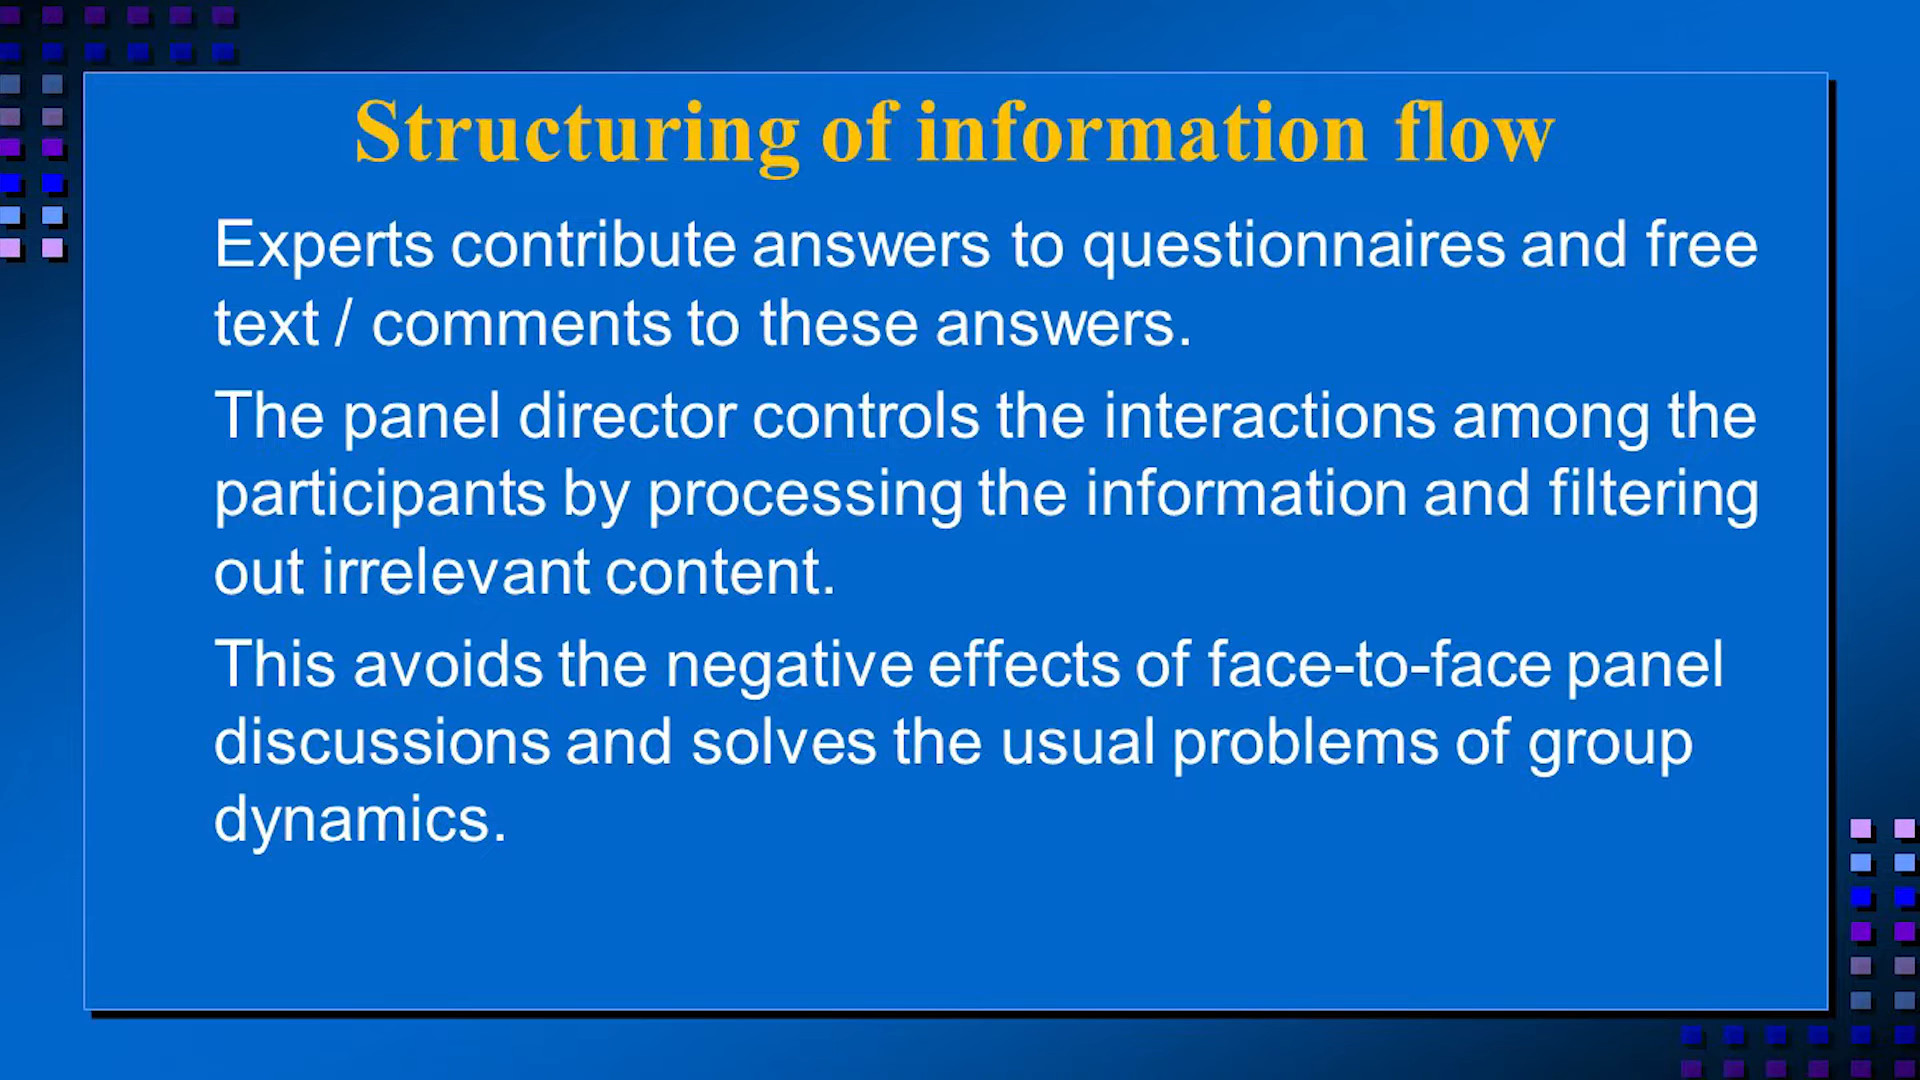 Structuring of information flow
Experts contribute answers to questionnaires and free
text / comments to these answers.
The panel director controls the interactions among the
participants by processing the information and filtering
out irrelevant content.
This avoids the negative effects of face-to-face panel
discussions and solves the usual problems of group
dynamics.